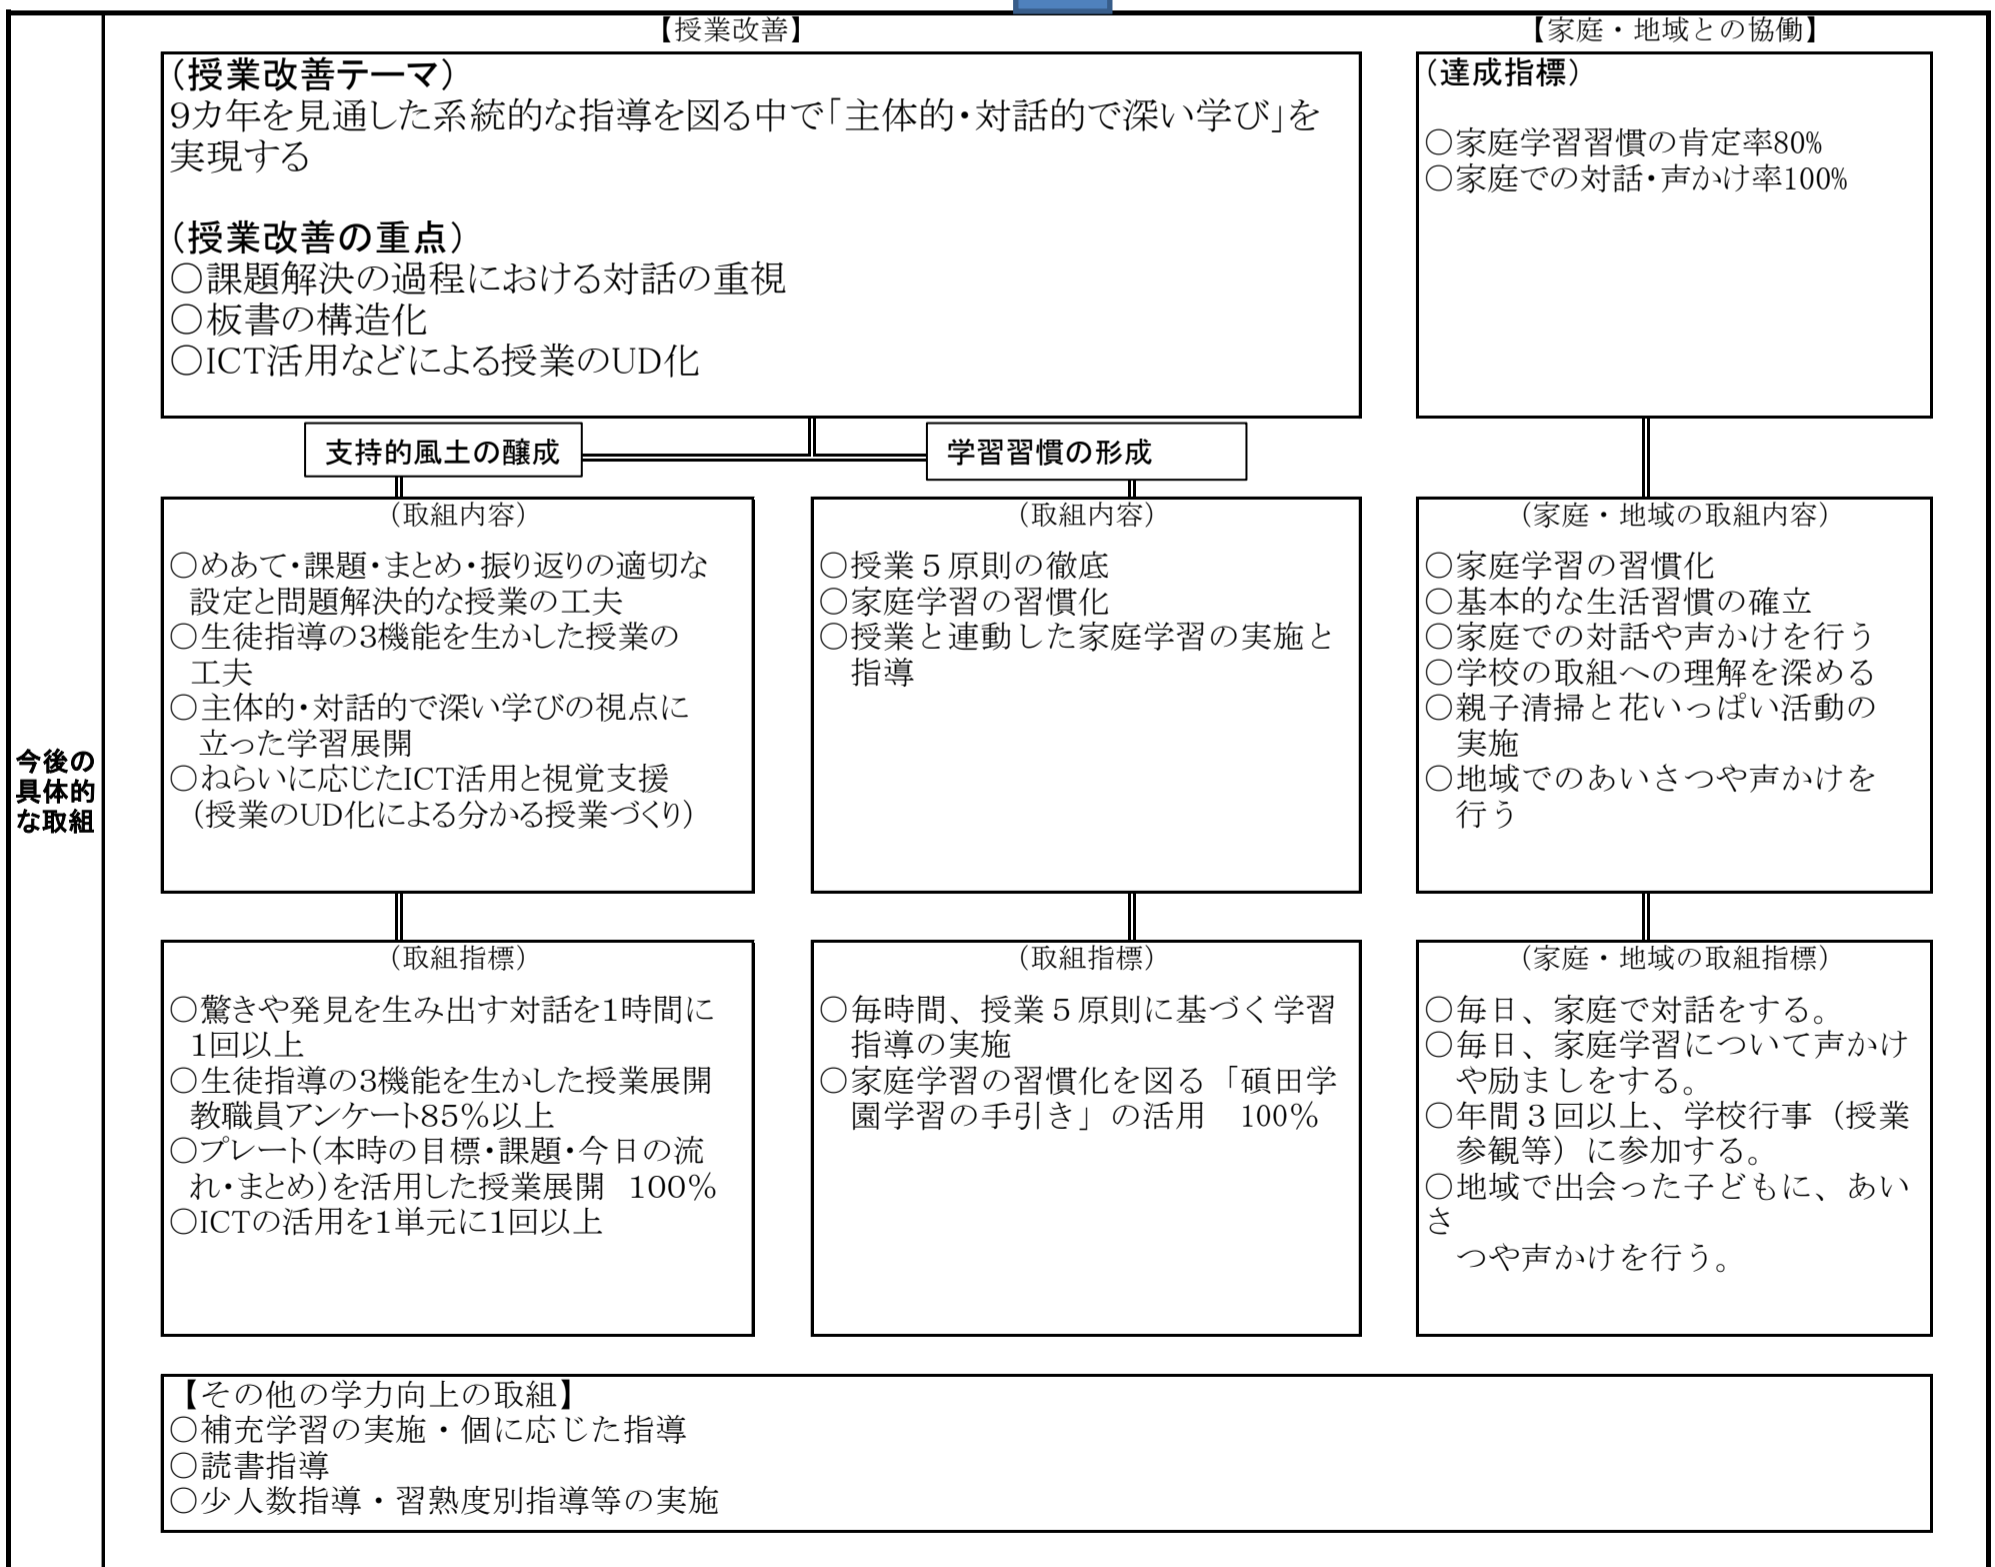 今後の
具体的
な取組
【授業改善】
(授業改善テーマ)
9カ年を見通した系統的な指導を図る中で「主体的・対話的で深い学び」を
実現する
(授業改善の重点)
○課題解決の過程における対話の重視
○板書の構造化
○ICT活用などによる授業のUD化
【家庭・地域との協働】
(達成指標)
○家庭学習習慣の肯定率80%
○家庭での対話・声かけ率100%
支持的風土の醸成
学習習慣の形成
(取組内容)
○めあて・課題・まとめ・振り返りの適切な
設定と問題解決的な授業の工夫
○生徒指導の3機能を生かした授業の
工夫
○主体的・対話的で深い学びの視点に
立った学習展開
○ねらいに応じたICT活用と視覚支援
(授業のUD化による分かる授業づくり)
(取組内容)
○授業５原則の徹底
○家庭学習の習慣化
○授業と連動した家庭学習の実施と
指導
(家庭・地域の取組内容)
○家庭学習の習慣化
○基本的な生活習慣の確立
○家庭での対話や声かけを行う
○学校の取組への理解を深める
○親子清掃と花いっぱい活動の
実施
○地域でのあいさつや声かけを
行う
(取組指標)
○驚きや発見を生み出す対話を1時間に
1回以上
○生徒指導の3機能を生かした授業展開
教職員アンケート85%以上
○プレート(本時の目標・課題・今日の流
れ・まとめ)を活用した授業展開　100%
○ICTの活用を1単元に1回以上
(取組指標)
○毎時間、授業５原則に基づく学習
指導の実施
○家庭学習の習慣化を図る「碩田学
園学習の手引き」の活用　100%
(家庭・地域の取組指標)
○毎日、家庭で対話をする。
○毎日、家庭学習について声かけ
や励ましをする。
○年間３回以上、学校行事（授業
参観等）に参加する。
○地域で出会った子どもに、あい
さ
つや声かけを行う。
【その他の学力向上の取組】
○補充学習の実施・個に応じた指導
○読書指導
○少人数指導・習熟度別指導等の実施